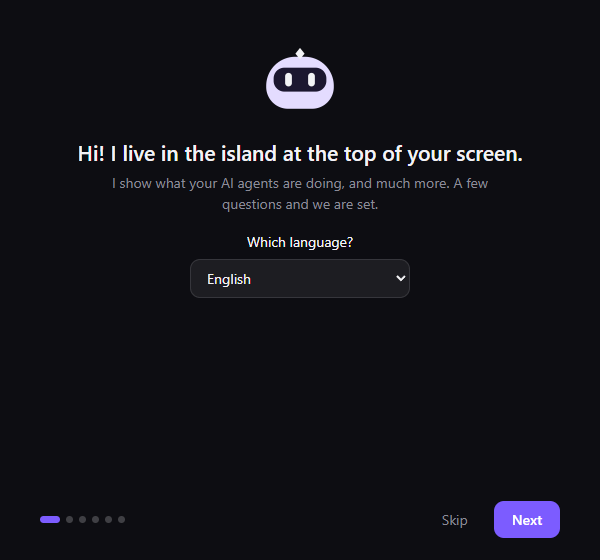 Hi! I live in the island at the top of your screen.
I show what your AI agents are doing, and much more. A few
questions and we are set.
Which language?
English
Skip
Next